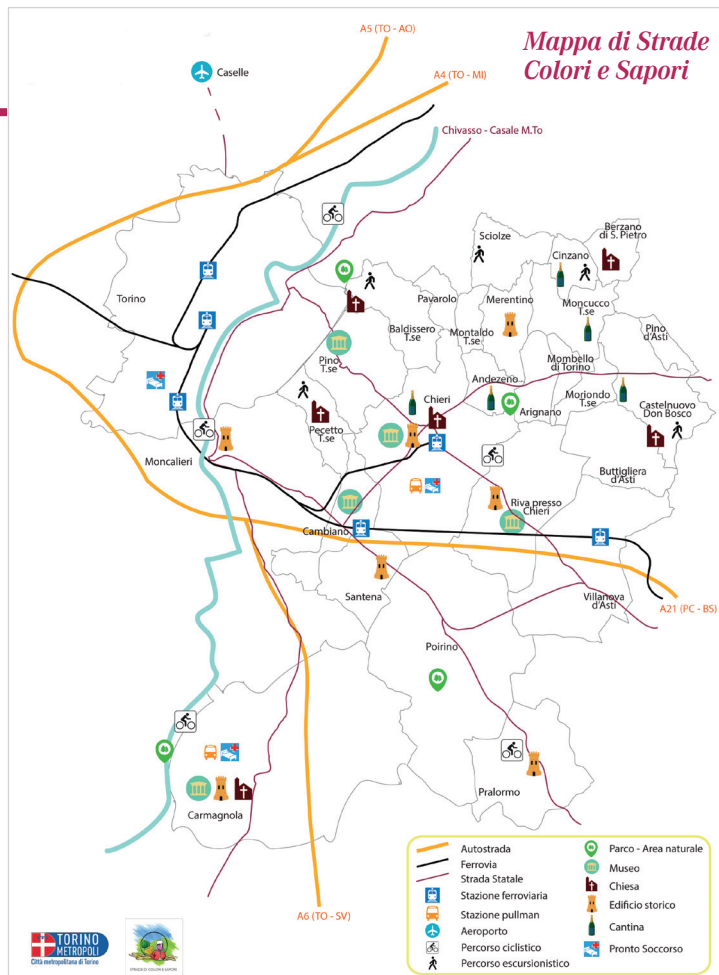 Mappa di Strade
Colori e Sapori
A5 (TO - AO)
A4 (TO - MI)
Caselle
Chivasso - Casale M.To
Sciolze
Berzano
di S. Pietro
Cinzano
Torino
Pavarolo
Merentino
Moncucco
T.se
Baldissero
T.se
Montaldo
T.se
Pino
d'Asti
Pino
T.se
Mombello
di Torino
Andezeno
Moriondo
T.se
Chieri
Arignano
Castelnuovo
Don Bosco
Pecetto
T.se
Moncalieri
Buttigliera
d'Asti
Riva presso
Chieri
Cambiano
Santena
Villanova
d'Asti
A21 (PC - BS)
Poirino
Pralormo
Carmagnola
A6 (TO - SV)
Autostrada
Ferrovia
Strada Statale
Stazione ferroviaria
Stazione pullman
Aeroporto
Percorso ciclistico
Percorso escursionistico
Parco - Area naturale
Museo
Chiesa
Edificio storico
Cantina
Pronto Soccorso
TORINO
METROPOLI
Città metropolitana di Torino
STRADE DI COLORI E SAPORI